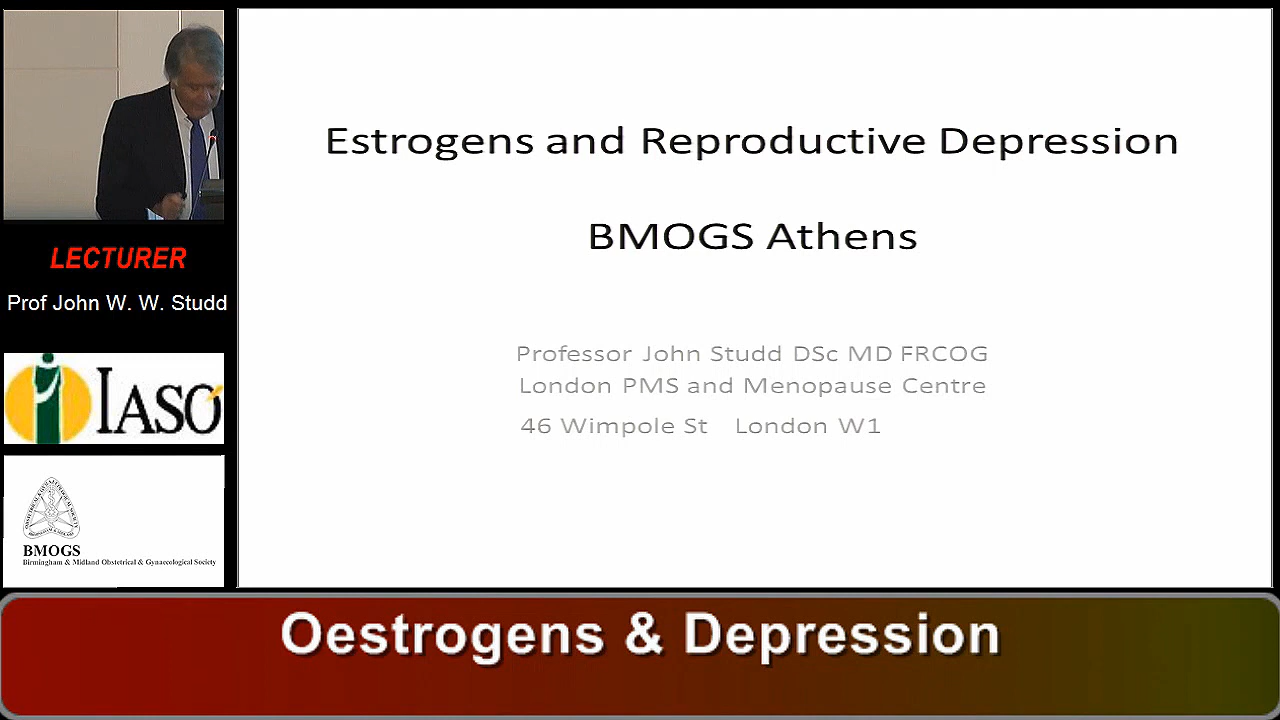 LECTURER
Prof John W. W. Studd
IASO
BMOGS
Birmingham & Midland Obstetrical & Gynaecological Society
Estrogens and Reproductive Depression
BMOGS Athens
Professor John Studd DSc MD FRCOG
London PMS and Menopause Centre
46 Wimpole St London W1
Oestrogens & Depression